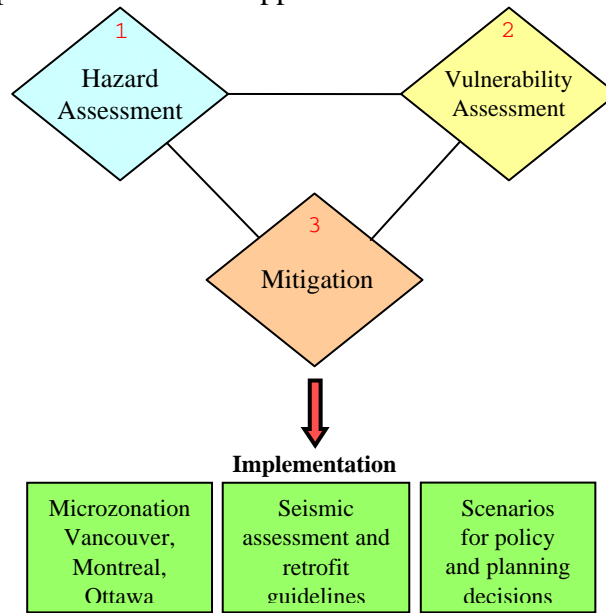 1
Hazard
Assessment
2
Vulnerability
Assessment
3
Mitigation
Implementation
Microzonation
Vancouver,
Montreal,
Ottawa
Seismic
assessment and
retrofit
guidelines
Scenarios
for policy
and planning
decisions